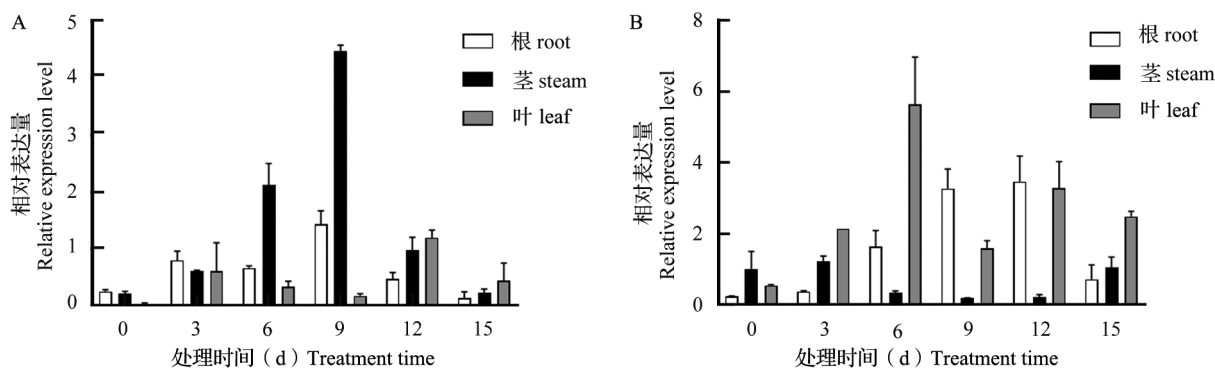 A
相对表达量
Relative expression level
5
4
3
2
1
0
根 root
茎 steam
叶 leaf
0 3 6 9 12 15
处理时间(d)Treatment time
B
相对表达量
Relative expression level
8
6
4
2
0
根 root
茎 steam
叶 leaf
0 3 6 9 12 15
处理时间(d)Treatment time